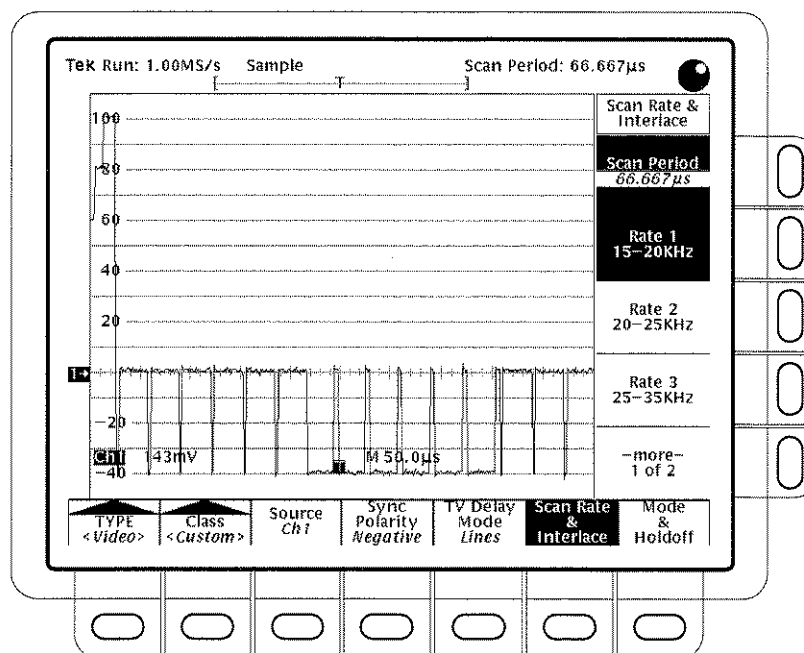 Tek Run: 1.00MS/s Sample Scan Period: 66.667µs
Scan Rate &
Interlace
100
Scan Period
66.667µs
80
60
Rate 1
15-20KHz
40
20
Rate 2
20-25KHz
1→
Rate 3
25-35KHz
-20
Ch1 143mV M 50.0µs
-40
T
-more-
1 of 2
TYPE
<Video>
Class
<Custom>
Source
Ch1
Sync
Polarity
Negative
TV Delay
Mode
Lines
Scan Rate
&
Interlace
Mode
&
Holdoff